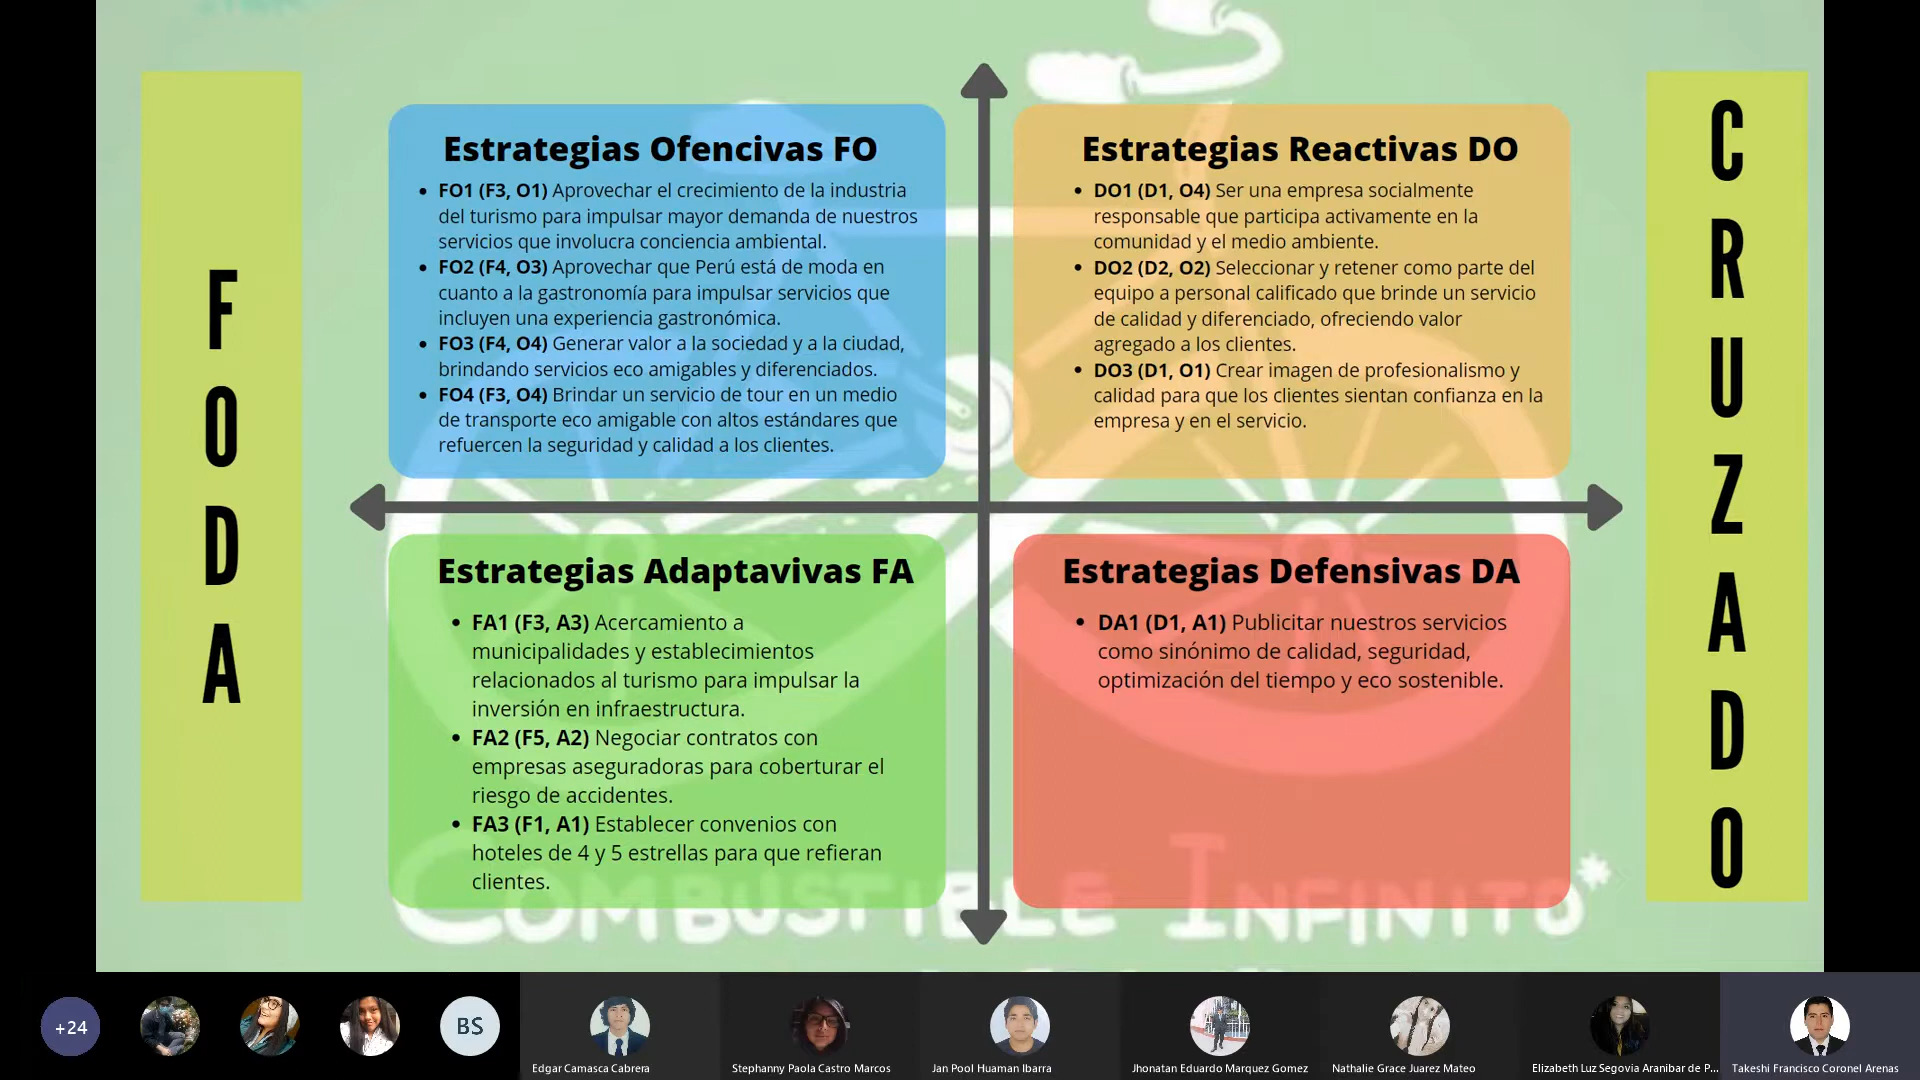 F
O
D
A
Estrategias Ofencivas FO
• FO1 (F3, O1) Aprovechar el crecimiento de la industria
del turismo para impulsar mayor demanda de nuestros
servicios que involucra conciencia ambiental.
• FO2 (F4, O3) Aprovechar que Perú está de moda en
cuanto a la gastronomía para impulsar servicios que
incluyen una experiencia gastronómica.
• FO3 (F4, O4) Generar valor a la sociedad y a la ciudad,
brindando servicios eco amigables y diferenciados.
• FO4 (F3, O4) Brindar un servicio de tour en un medio
de transporte eco amigable con altos estándares que
refuercen la seguridad y calidad a los clientes.
Estrategias Reactivas DO
• DO1 (D1, O4) Ser una empresa socialmente
responsable que participa activamente en la
comunidad y el medio ambiente.
• DO2 (D2, O2) Seleccionar y retener como parte del
equipo a personal calificado que brinde un servicio
de calidad y diferenciado, ofreciendo valor
agregado a los clientes.
• DO3 (D1, O1) Crear imagen de profesionalismo y
calidad para que los clientes sientan confianza en la
empresa y en el servicio.
Estrategias Adaptavivas FA
• FA1 (F3, A3) Acercamiento a
municipalidades y establecimientos
relacionados al turismo para impulsar la
inversión en infraestructura.
• FA2 (F5, A2) Negociar contratos con
empresas aseguradoras para coberturar el
riesgo de accidentes.
• FA3 (F1, A1) Establecer convenios con
hoteles de 4 y 5 estrellas para que refieran
clientes.
Estrategias Defensivas DA
• DA1 (D1, A1) Publicitar nuestros servicios
como sinónimo de calidad, seguridad,
optimización del tiempo y eco sostenible.
C
R
U
Z
A
D
O
COMBUSTIBLE INFINITO*
+24
BS
Edgar Camasca Cabrera
Stephanny Paola Castro Marcos
Jan Pool Huaman Ibarra
Jhonatan Eduardo Marquez Gomez
Nathalie Grace Juarez Mateo
Elizabeth Luz Segovia Aranibar de P...
Takeshi Francisco Coronel Arenas